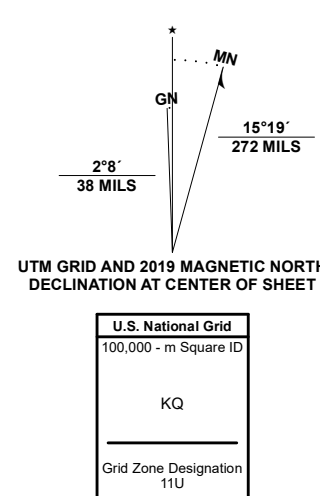 ★
MN
GN
15°19´
272 MILS
2°8´
38 MILS
UTM GRID AND 2019 MAGNETIC NORTH
DECLINATION AT CENTER OF SHEET
U.S. National Grid
100,000 - m Square ID
KQ
Grid Zone Designation
11U